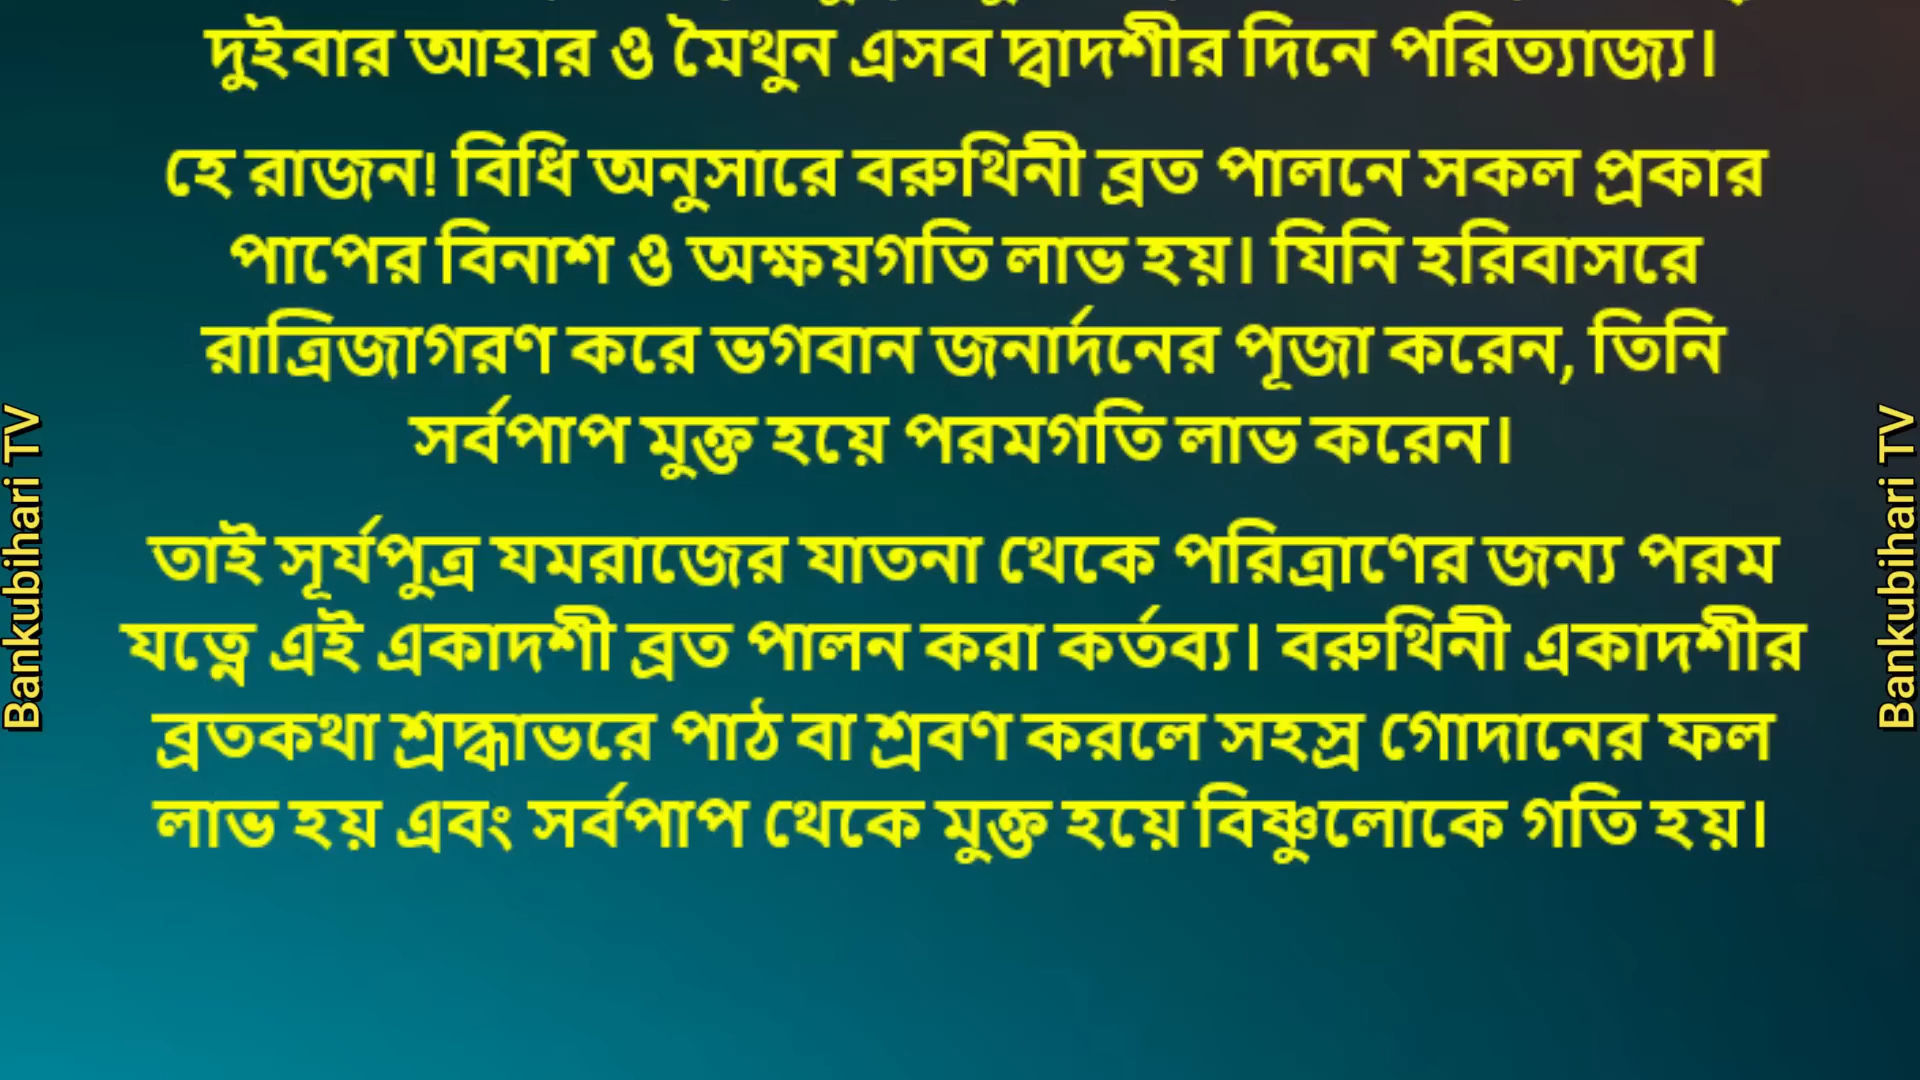 দুইবার আহার ও মৈথুন এসব দ্বাদশীর দিনে পরিত্যাজ্য।
হে রাজন! বিধি অনুসারে বরুথিনী ব্রত পালনে সকল প্রকার
পাপের বিনাশ ও অক্ষয়গতি লাভ হয়। যিনি হরিবাসরে
রাত্রিজাগরণ করে ভগবান জনার্দনের পূজা করেন, তিনি
সর্বপাপ মুক্ত হয়ে পরমগতি লাভ করেন।
তাই সূর্যপুত্র যমরাজের যাতনা থেকে পরিত্রাণের জন্য পরম
যত্নে এই একাদশী ব্রত পালন করা কর্তব্য। বরুথিনী একাদশীর
ব্রতকথা শ্রদ্ধাভরে পাঠ বা শ্রবণ করলে সহস্র গোদানের ফল
লাভ হয় এবং সর্বপাপ থেকে মুক্ত হয়ে বিষ্ণুলোকে গতি হয়।
Bankubihari TV
Bankubihari TV